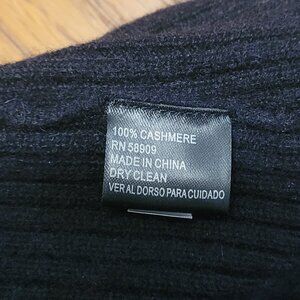 100% CASHMERE
RN 58909
MADE IN CHINA
DRY CLEAN
VER AL DORSO PARA CUIDADO